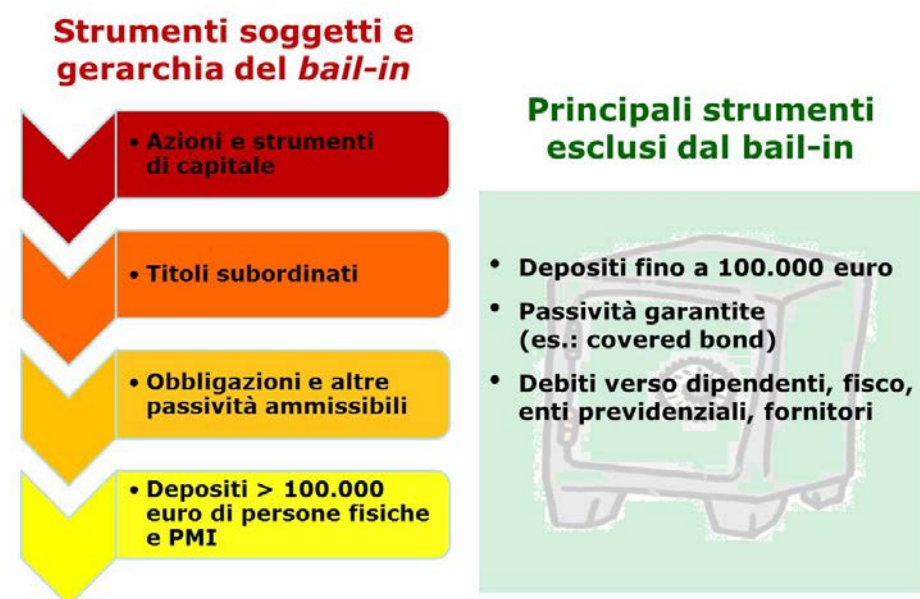 Strumenti soggetti e
gerarchia del bail-in
• Azioni e strumenti
di capitale
• Titoli subordinati
• Obbligazioni e altre
passività ammissibili
• Depositi > 100.000
euro di persone fisiche
e PMI
Principali strumenti
esclusi dal bail-in
• Depositi fino a 100.000 euro
• Passività garantite
(es.: covered bond)
• Debiti verso dipendenti, fisco,
enti previdenziali, fornitori